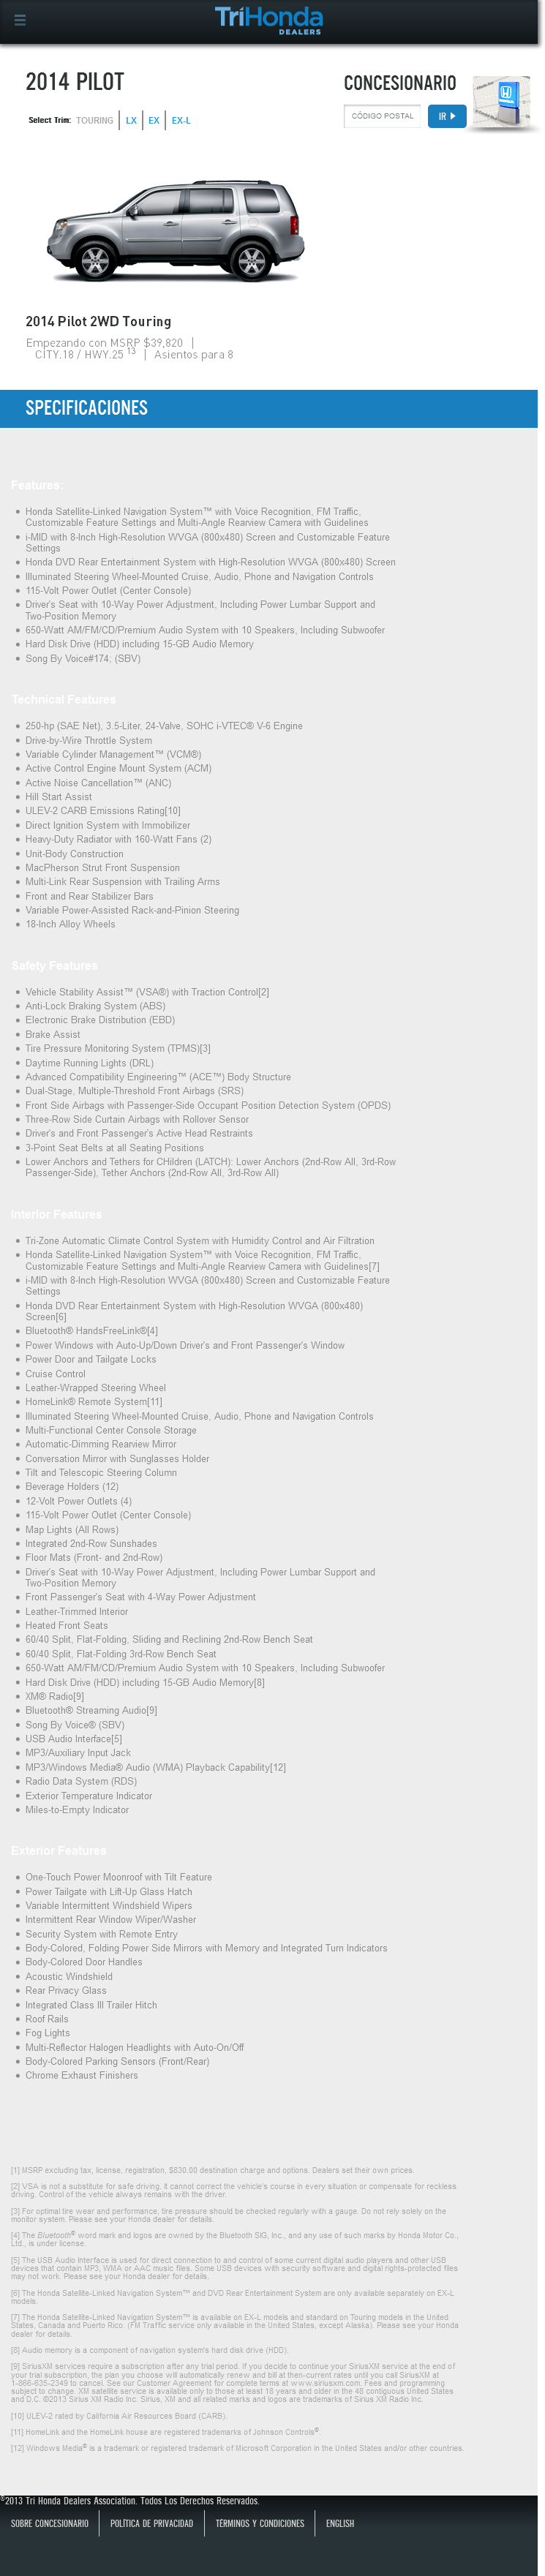 TriHonda
DEALERS
2014 PILOT
CONCESIONARIO
Select Trim: TOURING LX EX EX-L
CÓDIGO POSTAL
IR
2014 Pilot 2WD Touring
Empezando con MSRP $39,820 |
CITY.18 / HWY.25 13 | Asientos para 8
SPECIFICACIONES
Features:
Honda Satellite-Linked Navigation System™ with Voice Recognition, FM Traffic,
Customizable Feature Settings and Multi-Angle Rearview Camera with Guidelines
i-MID with 8-Inch High-Resolution WVGA (800x480) Screen and Customizable Feature
Settings
Honda DVD Rear Entertainment System with High-Resolution WVGA (800x480) Screen
Illuminated Steering Wheel-Mounted Cruise, Audio, Phone and Navigation Controls
115-Volt Power Outlet (Center Console)
Driver's Seat with 10-Way Power Adjustment, Including Power Lumbar Support and
Two-Position Memory
650-Watt AM/FM/CD/Premium Audio System with 10 Speakers, Including Subwoofer
Hard Disk Drive (HDD) including 15-GB Audio Memory
Song By Voice#174; (SBV)
Technical Features
250-hp (SAE Net), 3.5-Liter, 24-Valve, SOHC i-VTEC® V-6 Engine
Drive-by-Wire Throttle System
Variable Cylinder Management™ (VCM®)
Active Control Engine Mount System (ACM)
Active Noise Cancellation™ (ANC)
Hill Start Assist
ULEV-2 CARB Emissions Rating[10]
Direct Ignition System with Immobilizer
Heavy-Duty Radiator with 160-Watt Fans (2)
Unit-Body Construction
MacPherson Strut Front Suspension
Multi-Link Rear Suspension with Trailing Arms
Front and Rear Stabilizer Bars
Variable Power-Assisted Rack-and-Pinion Steering
18-Inch Alloy Wheels
Safety Features
Vehicle Stability Assist™ (VSA®) with Traction Control[2]
Anti-Lock Braking System (ABS)
Electronic Brake Distribution (EBD)
Brake Assist
Tire Pressure Monitoring System (TPMS)[3]
Daytime Running Lights (DRL)
Advanced Compatibility Engineering™ (ACE™) Body Structure
Dual-Stage, Multiple-Threshold Front Airbags (SRS)
Front Side Airbags with Passenger-Side Occupant Position Detection System (OPDS)
Three-Row Side Curtain Airbags with Rollover Sensor
Driver's and Front Passenger's Active Head Restraints
3-Point Seat Belts at all Seating Positions
Lower Anchors and Tethers for CHildren (LATCH): Lower Anchors (2nd-Row All, 3rd-Row
Passenger-Side), Tether Anchors (2nd-Row All, 3rd-Row All)
Interior Features
Tri-Zone Automatic Climate Control System with Humidity Control and Air Filtration
Honda Satellite-Linked Navigation System™ with Voice Recognition, FM Traffic,
Customizable Feature Settings and Multi-Angle Rearview Camera with Guidelines[7]
i-MID with 8-Inch High-Resolution WVGA (800x480) Screen and Customizable Feature
Settings
Honda DVD Rear Entertainment System with High-Resolution WVGA (800x480)
Screen[6]
Bluetooth® HandsFreeLink®[4]
Power Windows with Auto-Up/Down Driver's and Front Passenger's Window
Power Door and Tailgate Locks
Cruise Control
Leather-Wrapped Steering Wheel
HomeLink® Remote System[11]
Illuminated Steering Wheel-Mounted Cruise, Audio, Phone and Navigation Controls
Multi-Functional Center Console Storage
Automatic-Dimming Rearview Mirror
Conversation Mirror with Sunglasses Holder
Tilt and Telescopic Steering Column
Beverage Holders (12)
12-Volt Power Outlets (4)
115-Volt Power Outlet (Center Console)
Map Lights (All Rows)
Integrated 2nd-Row Sunshades
Floor Mats (Front- and 2nd-Row)
Driver's Seat with 10-Way Power Adjustment, Including Power Lumbar Support and
Two-Position Memory
Front Passenger's Seat with 4-Way Power Adjustment
Leather-Trimmed Interior
Heated Front Seats
60/40 Split, Flat-Folding, Sliding and Reclining 2nd-Row Bench Seat
60/40 Split, Flat-Folding 3rd-Row Bench Seat
650-Watt AM/FM/CD/Premium Audio System with 10 Speakers, Including Subwoofer
Hard Disk Drive (HDD) including 15-GB Audio Memory[8]
XM® Radio[9]
Bluetooth® Streaming Audio[9]
Song By Voice® (SBV)
USB Audio Interface[5]
MP3/Auxiliary Input Jack
MP3/Windows Media® Audio (WMA) Playback Capability[12]
Radio Data System (RDS)
Exterior Temperature Indicator
Miles-to-Empty Indicator
Exterior Features
One-Touch Power Moonroof with Tilt Feature
Power Tailgate with Lift-Up Glass Hatch
Variable Intermittent Windshield Wipers
Intermittent Rear Window Wiper/Washer
Security System with Remote Entry
Body-Colored, Folding Power Side Mirrors with Memory and Integrated Turn Indicators
Body-Colored Door Handles
Acoustic Windshield
Rear Privacy Glass
Integrated Class III Trailer Hitch
Roof Rails
Fog Lights
Multi-Reflector Halogen Headlights with Auto-On/Off
Body-Colored Parking Sensors (Front/Rear)
Chrome Exhaust Finishers
[1] MSRP excluding tax, license, registration, $830.00 destination charge and options. Dealers set their own prices.
[2] VSA is not a substitute for safe driving. It cannot correct the vehicle's course in every situation or compensate for reckless
driving. Control of the vehicle always remains with the driver.
[3] For optimal tire wear and performance, tire pressure should be checked regularly with a gauge. Do not rely solely on the
monitor system. Please see your Honda dealer for details.
[4] The Bluetooth® word mark and logos are owned by the Bluetooth SIG, Inc., and any use of such marks by Honda Motor Co.,
Ltd., is under license.
[5] The USB Audio Interface is used for direct connection to and control of some current digital audio players and other USB
devices that contain MP3, WMA or AAC music files. Some USB devices with security software and digital rights-protected files
may not work. Please see your Honda dealer for details.
[6] The Honda Satellite-Linked Navigation System™ and DVD Rear Entertainment System are only available separately on EX-L
models.
[7] The Honda Satellite-Linked Navigation System™ is available on EX-L models and standard on Touring models in the United
States, Canada and Puerto Rico. (FM Traffic service only available in the United States, except Alaska). Please see your Honda
dealer for details.
[8] Audio memory is a component of navigation system's hard disk drive (HDD).
[9] SiriusXM services require a subscription after any trial period. If you decide to continue your SiriusXM service at the end of
your trial subscription, the plan you choose will automatically renew and bill at then-current rates until you call SiriusXM at
1-866-635-2349 to cancel. See our Customer Agreement for complete terms at www.siriusxm.com. Fees and programming
subject to change. XM satellite service is available only to those at least 18 years and older in the 48 contiguous United States
and D.C. ©2013 Sirius XM Radio Inc. Sirius, XM and all related marks and logos are trademarks of Sirius XM Radio Inc.
[10] ULEV-2 rated by California Air Resources Board (CARB).
[11] HomeLink and the HomeLink house are registered trademarks of Johnson Controls®.
[12] Windows Media® is a trademark or registered trademark of Microsoft Corporation in the United States and/or other countries.
©2013 Tri Honda Dealers Association. Todos Los Derechos Reservados.
SOBRE CONCESIONARIO
POLÍTICA DE PRIVACIDAD
TÉRMINOS Y CONDICIONES
ENGLISH